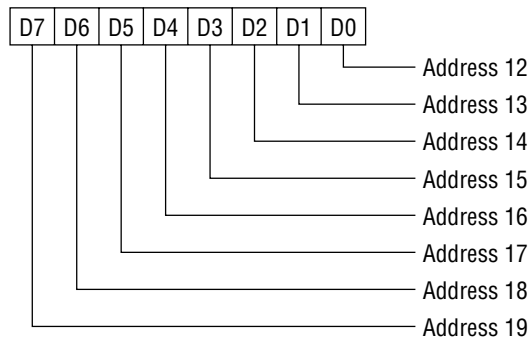 D7 D6 D5 D4 D3 D2 D1 D0
Address 12
Address 13
Address 14
Address 15
Address 16
Address 17
Address 18
Address 19